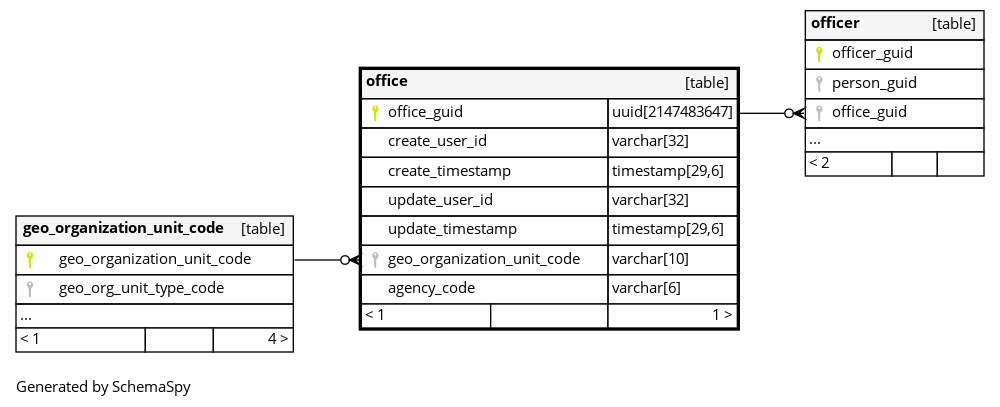 officer [table]
officer_guid
person_guid
office_guid
...
< 2
office [table]
office_guid uuid[2147483647]
create_user_id varchar[32]
create_timestamp timestamp[29,6]
update_user_id varchar[32]
update_timestamp timestamp[29,6]
geo_organization_unit_code varchar[10]
agency_code varchar[6]
< 1 1 >
geo_organization_unit_code [table]
geo_organization_unit_code
geo_org_unit_type_code
...
< 1 4 >
Generated by SchemaSpy